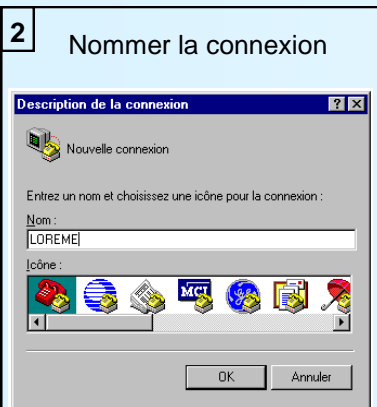 2
Nommer la connexion
Description de la connexion
Nouvelle connexion
Entrez un nom et choisissez une icône pour la connexion :
Nom :
LOREME
Icône :
MCI
OK Annuler